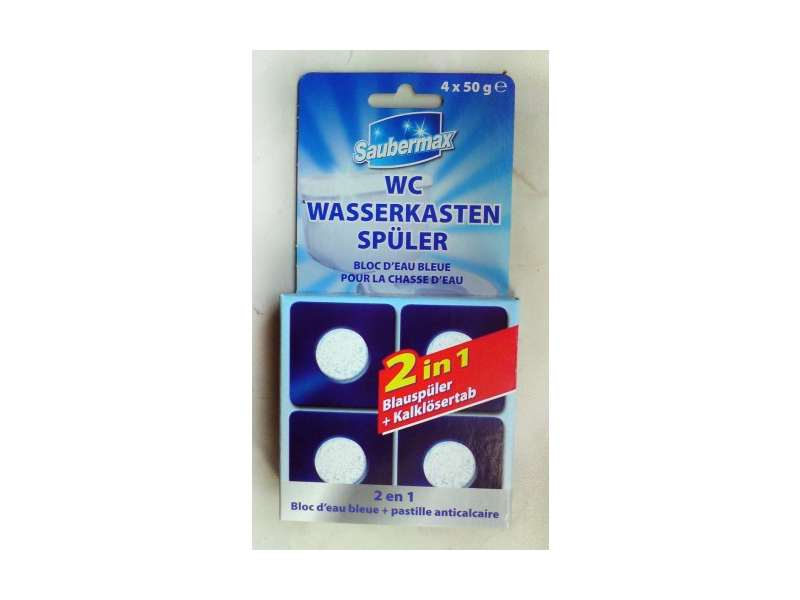 4 x 50 g ℮
Saubermax
WC
WASSERKASTEN
SPÜLER
BLOC D'EAU BLEUE
POUR LA CHASSE D'EAU
2 in 1
Blauspüler
+ Kalklösertab
2 en 1
Bloc d'eau bleue + pastille anticalcaire